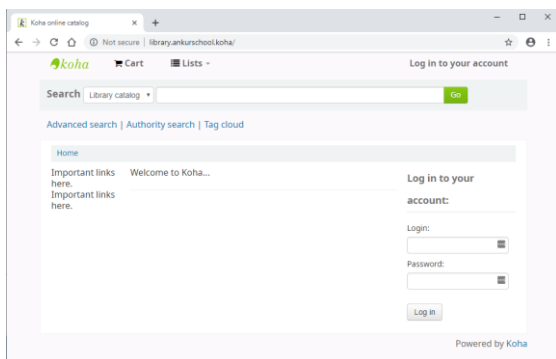 Koha online catalog
Not secure | library.ankurschool.koha/
koha Cart Lists Log in to your account
Search Library catalog Go
Advanced search | Authority search | Tag cloud
Home
Important links here.
Important links here.
Welcome to Koha...
Log in to your
account:
Login:
Password:
Log in
Powered by Koha